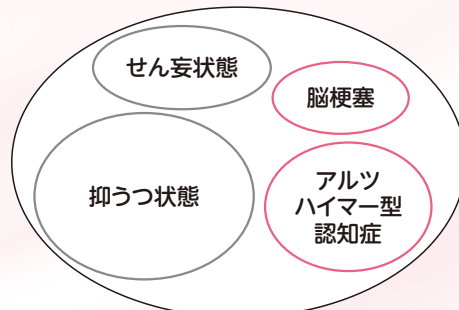 せん妄状態
脳梗塞
抑うつ状態
アルツ
ハイマー型
認知症